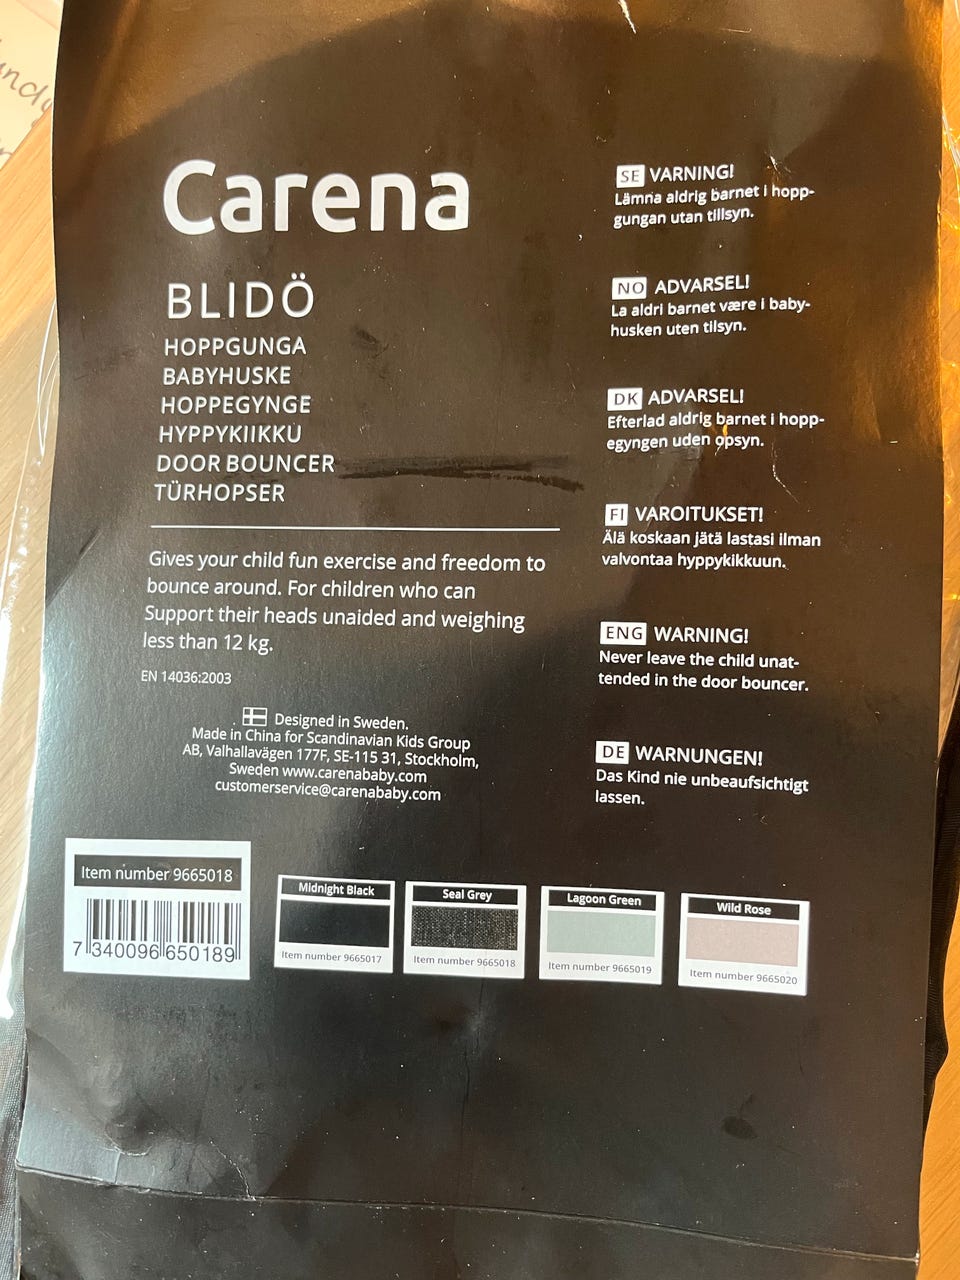 Carena
BLIDÖ
HOPPGUNGA
BABYHUSKE
HOPPEGYNGE
HYPPYKIIKKU
DOOR BOUNCER
TÜRHOPSER
Gives your child fun exercise and freedom to
bounce around. For children who can
Support their heads unaided and weighing
less than 12 kg.
EN 14036:2003
Designed in Sweden.
Made in China for Scandinavian Kids Group
AB, Valhallavägen 177F, SE-115 31, Stockholm,
Sweden www.carenababy.com
customerservice@carenababy.com
SE VARNING!
Lämna aldrig barnet i hopp-
gungan utan tillsyn.
NO ADVARSEL!
La aldri barnet være i baby-
husken uten tilsyn.
DK ADVARSEL!
Efterlad aldrig barnet i hopp-
egyngen uden opsyn.
FI VAROITUKSET!
Älä koskaan jätä lastasi ilman
valvontaa hyppykikkuun.
ENG WARNING!
Never leave the child unat-
tended in the door bouncer.
DE WARNUNGEN!
Das Kind nie unbeaufsichtigt
lassen.
Item number 9665018
7 340096 650189
Midnight Black
Item number 9665017
Seal Grey
Item number 9665018
Lagoon Green
Item number 9665019
Wild Rose
Item number 9665020